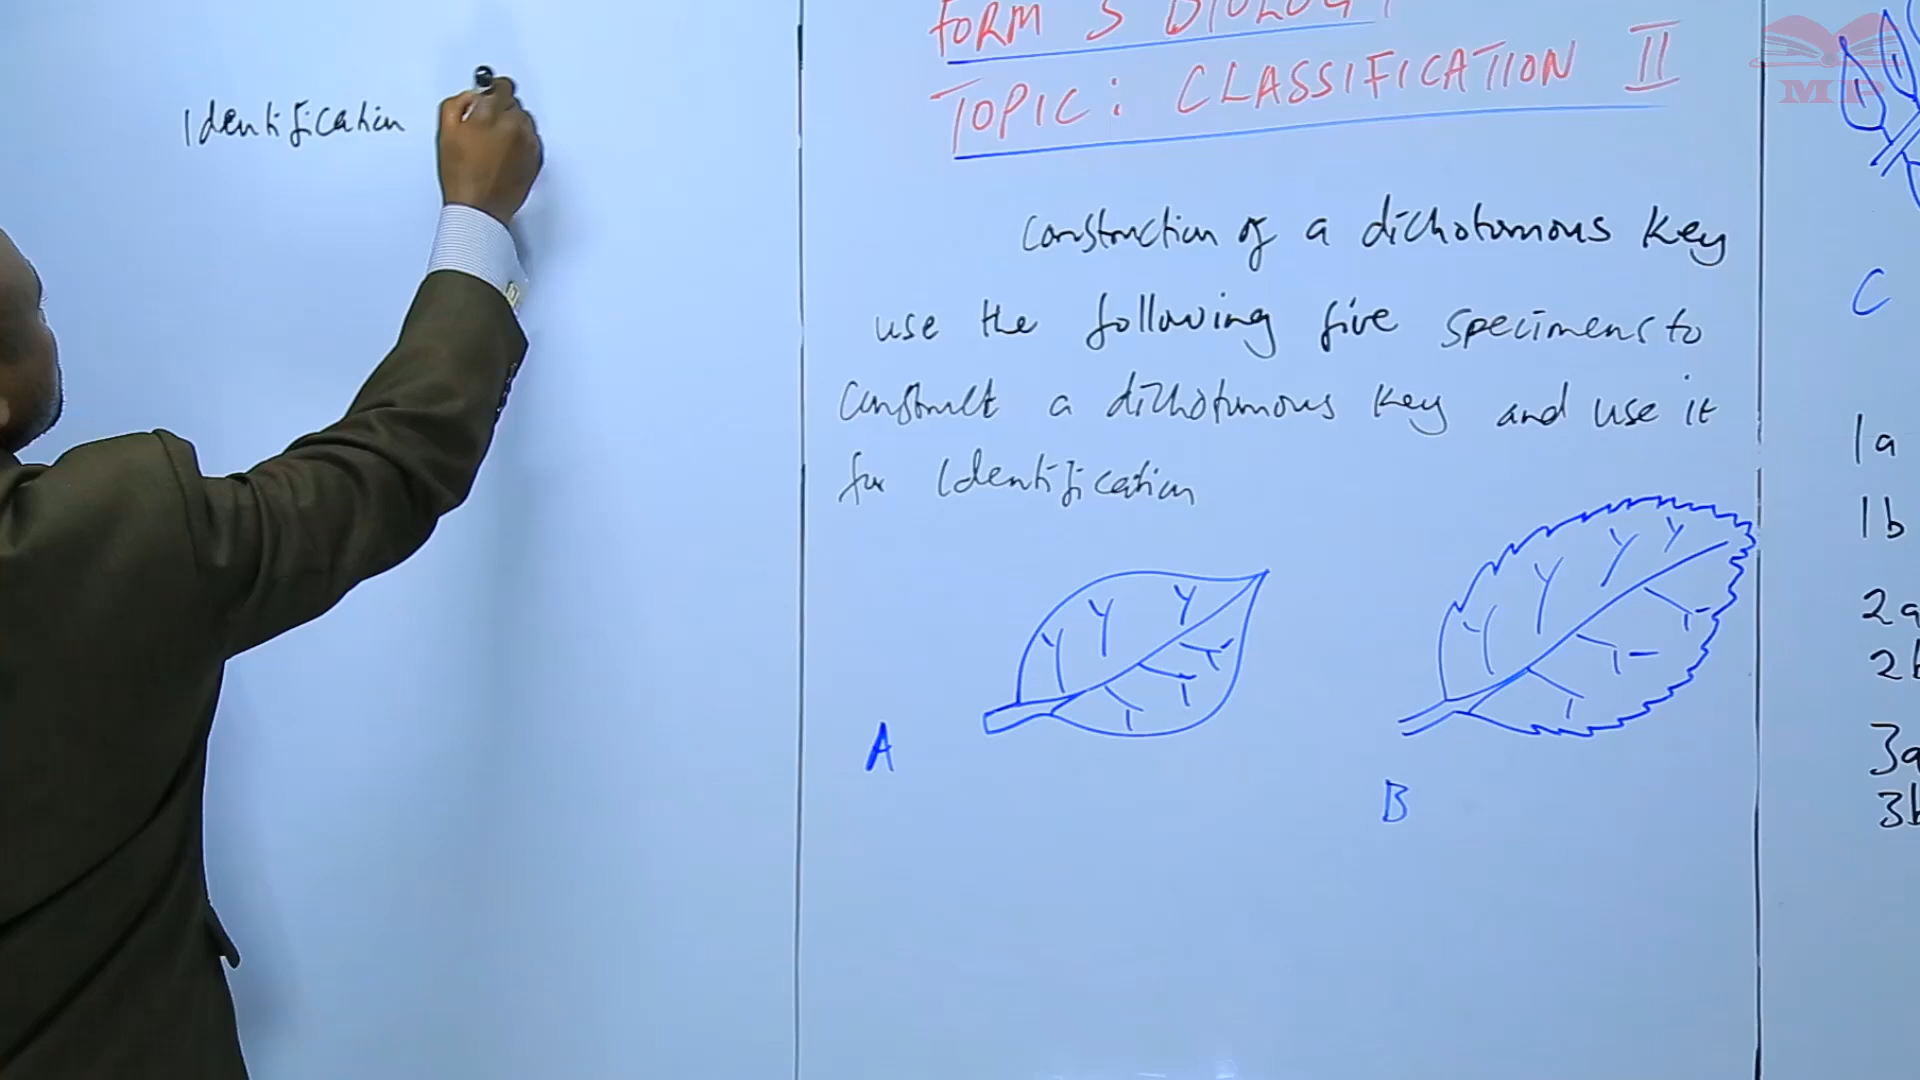 Identification
FORM 3 BIOLOGY
TOPIC: CLASSIFICATION II
Construction of a dichotomous key
use the following five specimens to
construct a dichotomous key and use it
for Identification
A
B
C
1a
1b
2a
2b
3a
3b
MP